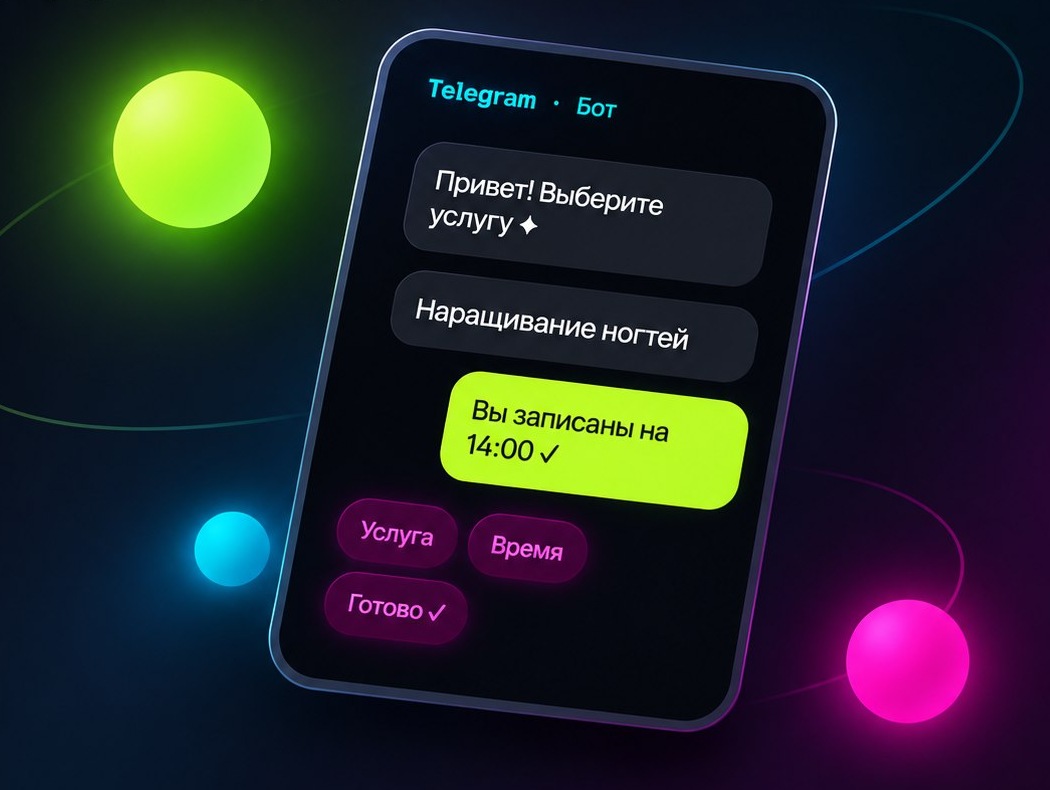 Telegram · Бот
Привет! Выберите
услугу ✦
Наращивание ногтей
Вы записаны на
14:00 ✓
Услуга
Время
Готово ✓